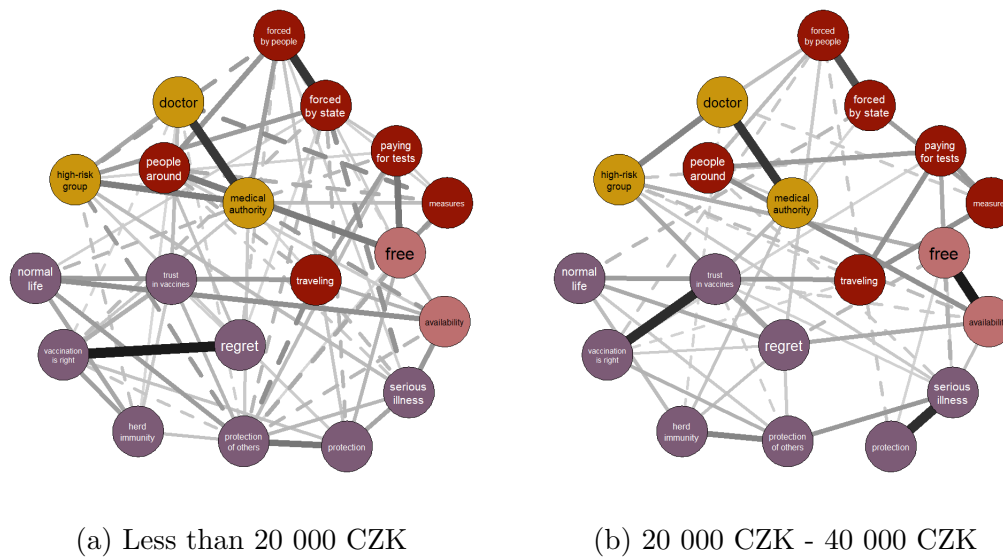 forced
by people
doctor
forced
by state
paying
for tests
people
around
high-risk
group
medical
authority
measures
free
normal
life
trust
in vaccines
traveling
availability
vaccination
is right
regret
serious
illness
herd
immunity
protection
of others
protection
(a) Less than 20 000 CZK
forced
by people
doctor
forced
by state
paying
for tests
people
around
high-risk
group
medical
authority
measures
free
normal
life
trust
in vaccines
traveling
availability
vaccination
is right
regret
serious
illness
herd
immunity
protection
of others
protection
(b) 20 000 CZK - 40 000 CZK